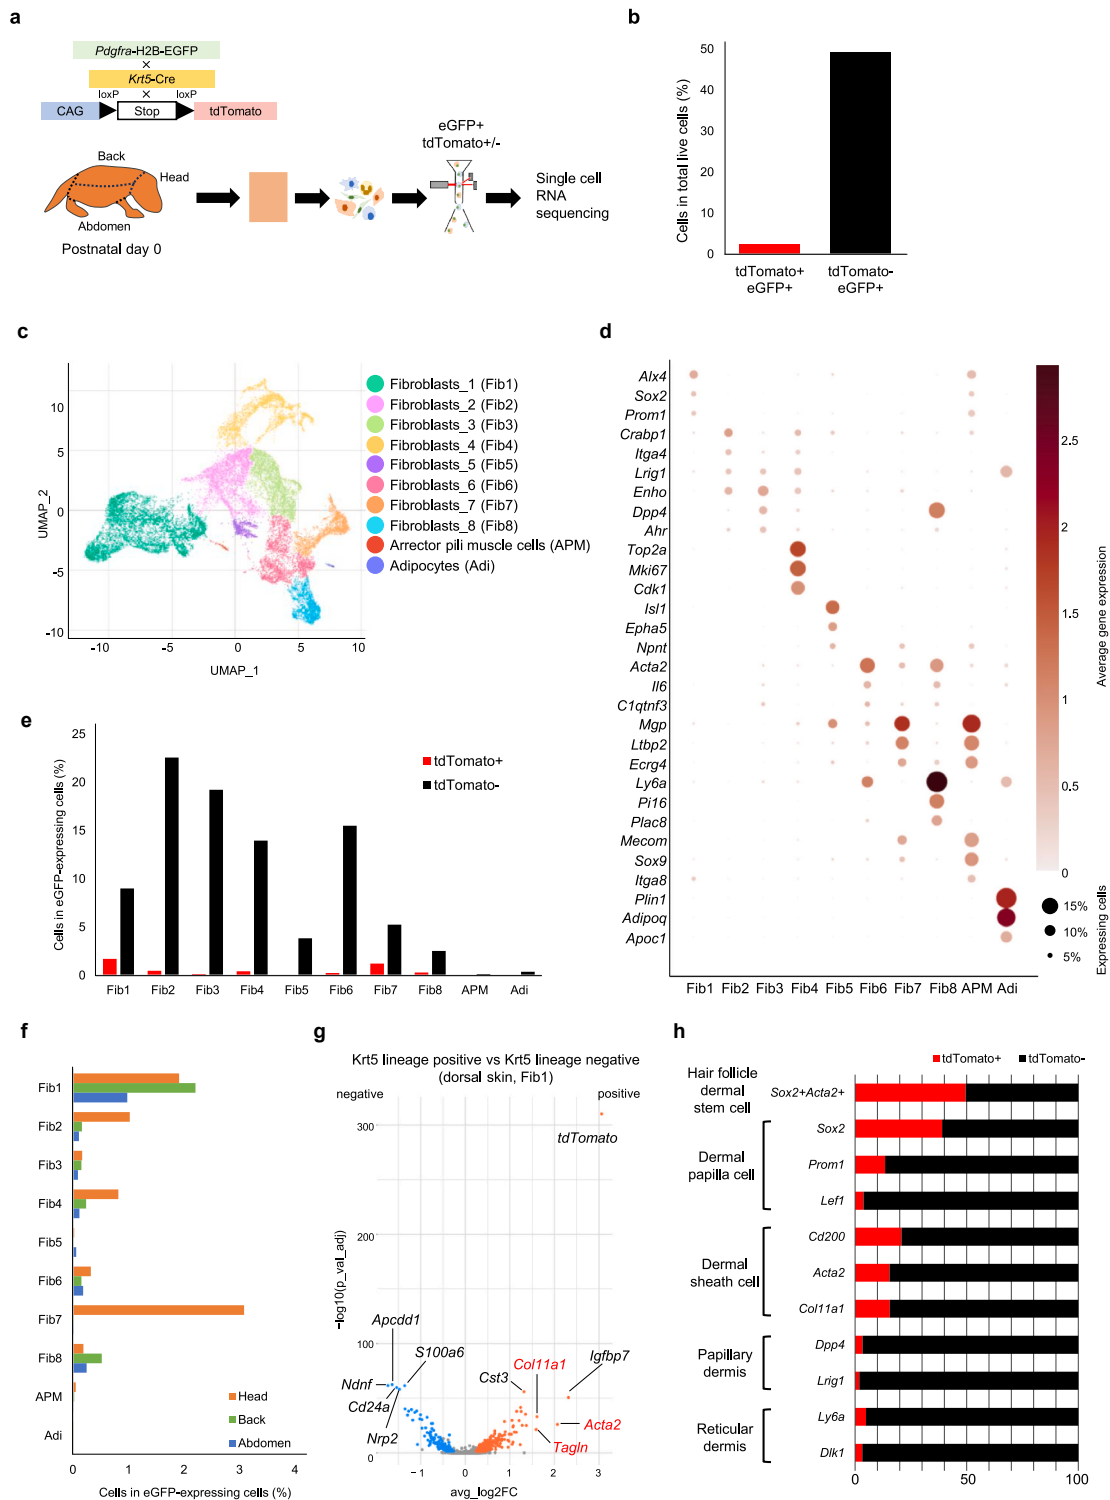 a
Pdgfra-H2B-EGFP
×
Krt5-Cre
loxP × loxP
CAG Stop tdTomato
Back
Head
Abdomen
Postnatal day 0
eGFP+
tdTomato+/-
Single cell
RNA
sequencing
b
Cells in total live cells (%)
50
40
30
20
10
0
tdTomato+
eGFP+
tdTomato-
eGFP+
c
UMAP_2
10
5
0
-5
-10
-10 -5 0 5 10
UMAP_1
Fibroblasts_1 (Fib1)
Fibroblasts_2 (Fib2)
Fibroblasts_3 (Fib3)
Fibroblasts_4 (Fib4)
Fibroblasts_5 (Fib5)
Fibroblasts_6 (Fib6)
Fibroblasts_7 (Fib7)
Fibroblasts_8 (Fib8)
Arrector pili muscle cells (APM)
Adipocytes (Adi)
d
Alx4
Sox2
Prom1
Crabp1
Itga4
Lrig1
Enho
Dpp4
Ahr
Top2a
Mki67
Cdk1
Isl1
Epha5
Npnt
Acta2
Il6
C1qtnf3
Mgp
Ltbp2
Ecrg4
Ly6a
Pi16
Plac8
Mecom
Sox9
Itga8
Plin1
Adipoq
Apoc1
Fib1 Fib2 Fib3 Fib4 Fib5 Fib6 Fib7 Fib8 APM Adi
2.5
2
1.5
1
0.5
0
Average gene expression
15%
10%
5%
Expressing cells
e
Cells in eGFP-expressing cells (%)
25
20
15
10
5
0
tdTomato+
tdTomato-
Fib1 Fib2 Fib3 Fib4 Fib5 Fib6 Fib7 Fib8 APM Adi
f
Fib1
Fib2
Fib3
Fib4
Fib5
Fib6
Fib7
Fib8
APM
Adi
Head
Back
Abdomen
0 1 2 3 4
Cells in eGFP-expressing cells (%)
g
Krt5 lineage positive vs Krt5 lineage negative
(dorsal skin, Fib1)
negative positive
tdTomato
−log10(p_val_adj)
300
200
100
0
Apcdd1
S100a6
Ndnf
Cd24a
Nrp2
Cst3
Col11a1
Igfbp7
Acta2
Tagln
−1 0 1 2 3
avg_log2FC
h
tdTomato+ tdTomato-
Hair follicle
dermal
stem cell
Sox2+Acta2+
Dermal
papilla cell
Sox2
Prom1
Lef1
Dermal
sheath cell
Cd200
Acta2
Col11a1
Papillary
dermis
Dpp4
Lrig1
Reticular
dermis
Ly6a
Dlk1
0 50 100